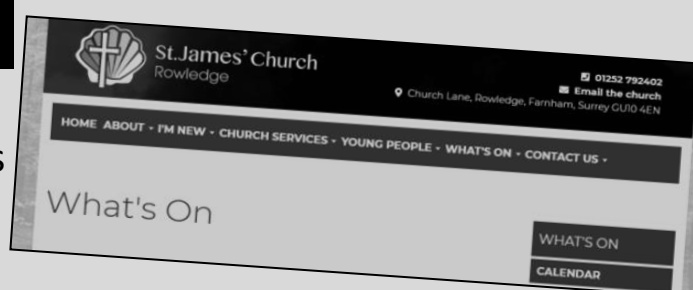 St.James' Church
Rowledge
01252 792402
Email the church
Church Lane, Rowledge, Farnham, Surrey GU10 4EN
HOME ABOUT I'M NEW CHURCH SERVICES YOUNG PEOPLE WHAT'S ON CONTACT US
What's On
WHAT'S ON
CALENDAR